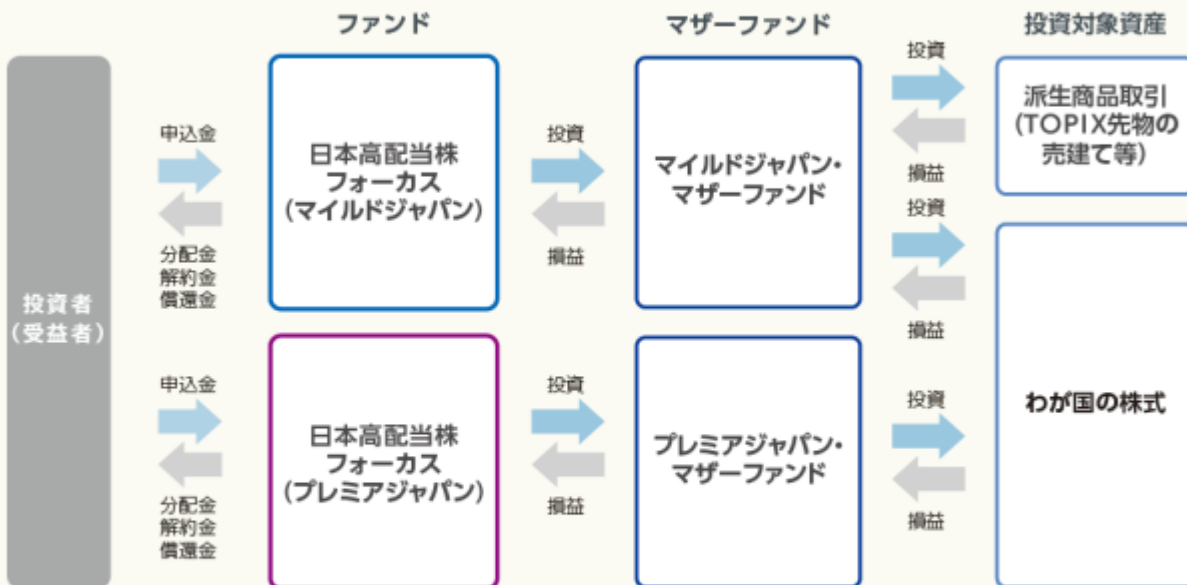 ファンド
マザーファンド
投資対象資産
投資者
(受益者)
申込金
分配金
解約金
償還金
日本高配当株
フォーカス
(マイルドジャパン)
投資
損益
マイルドジャパン・
マザーファンド
投資
損益
派生商品取引
(TOPIX先物の
売建て等)
投資
損益
申込金
分配金
解約金
償還金
日本高配当株
フォーカス
(プレミアジャパン)
投資
損益
プレミアジャパン・
マザーファンド
投資
損益
わが国の株式